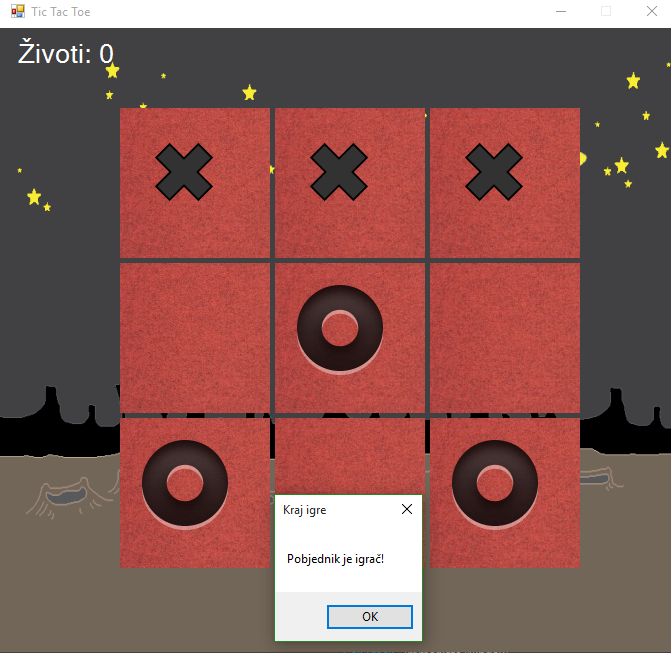 Tic Tac Toe
Životi: 0
Kraj igre
Pobjednik je igrač!
OK